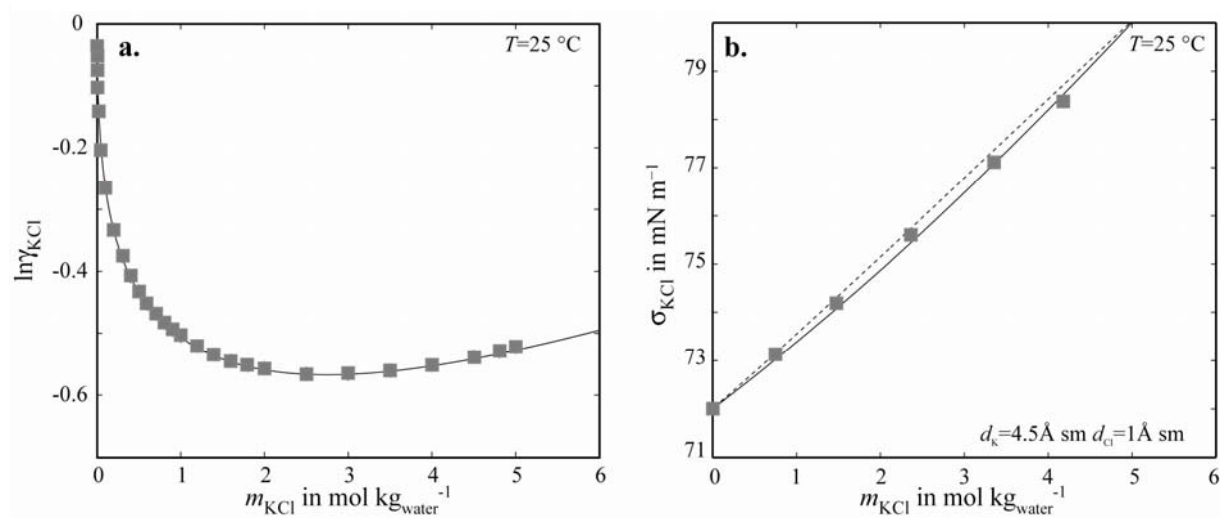 a.
T=25 °C
0
-0.2
-0.4
-0.6
lnγKCl
0 1 2 3 4 5 6
mKCl in mol kgwater-1
b.
T=25 °C
79
77
75
73
71
σKCl in mN m-1
dK=4.5Å sm dCl=1Å sm
0 1 2 3 4 5 6
mKCl in mol kgwater-1